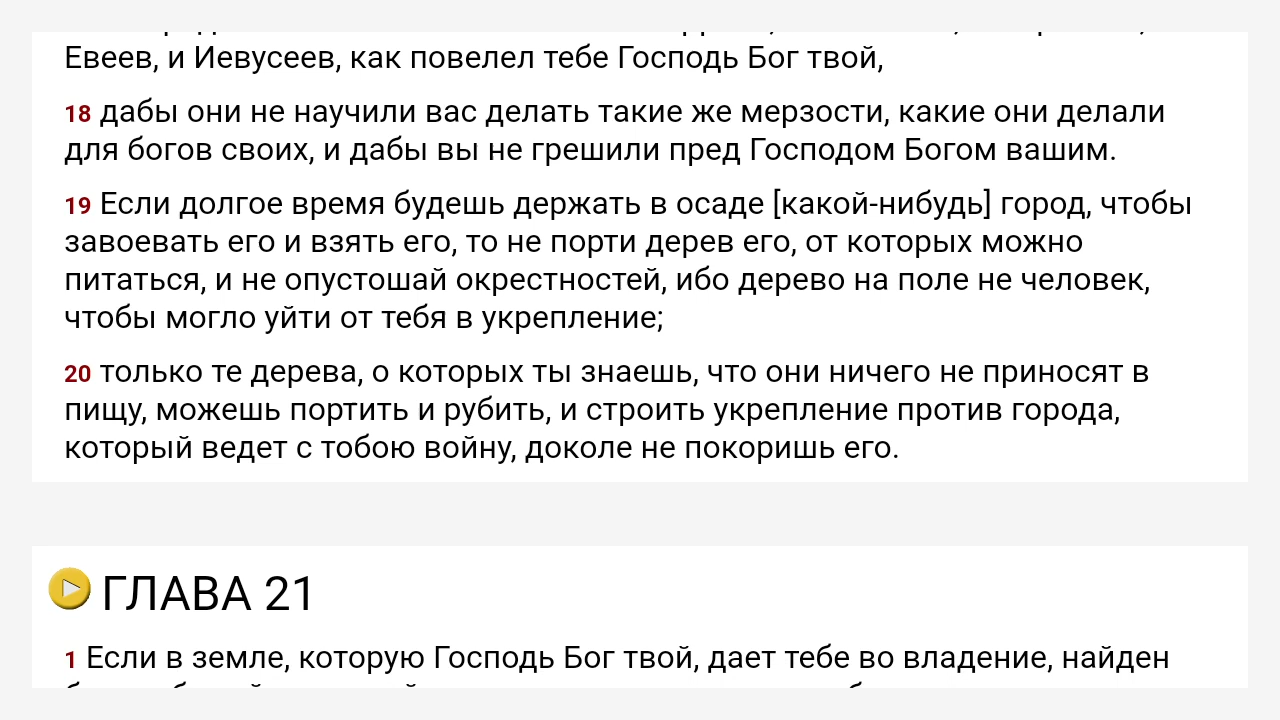 Евеев, и Иевусеев, как повелел тебе Господь Бог твой,
18 дабы они не научили вас делать такие же мерзости, какие они делали
для богов своих, и дабы вы не грешили пред Господом Богом вашим.
19 Если долгое время будешь держать в осаде [какой-нибудь] город, чтобы
завоевать его и взять его, то не порти дерев его, от которых можно
питаться, и не опустошай окрестностей, ибо дерево на поле не человек,
чтобы могло уйти от тебя в укрепление;
20 только те дерева, о которых ты знаешь, что они ничего не приносят в
пищу, можешь портить и рубить, и строить укрепление против города,
который ведет с тобою войну, доколе не покоришь его.
ГЛАВА 21
1 Если в земле, которую Господь Бог твой, дает тебе во владение, найден